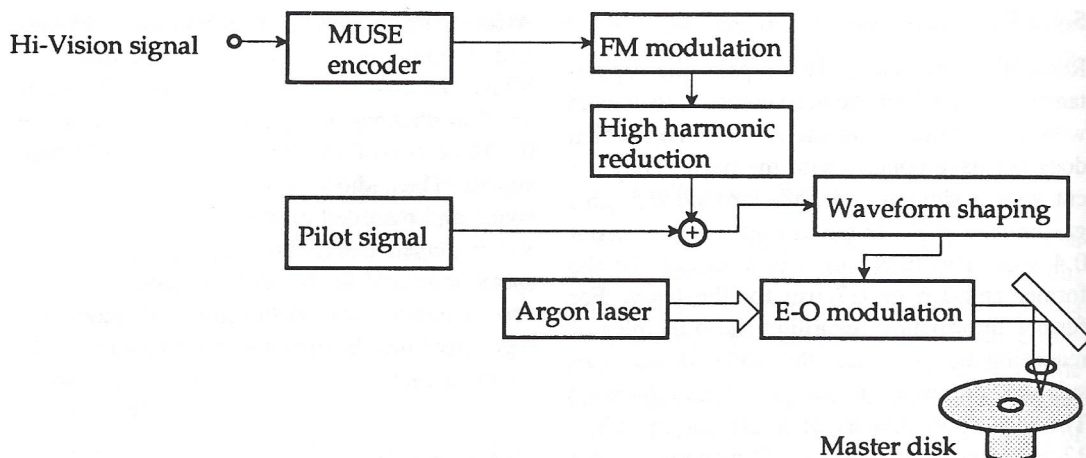 Hi-Vision signal
MUSE
encoder
FM modulation
High harmonic
reduction
Pilot signal
+
Waveform shaping
Argon laser
E-O modulation
Master disk